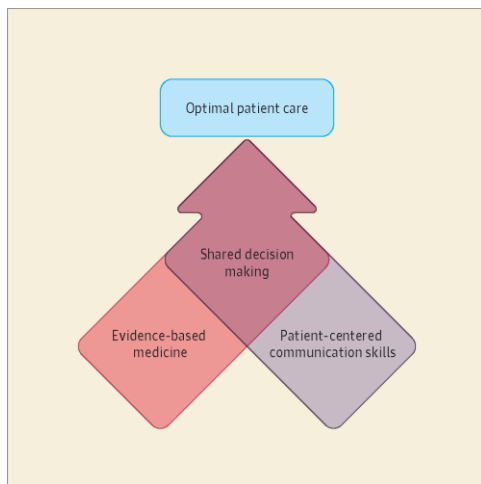 Optimal patient care
Shared decision
making
Evidence-based
medicine
Patient-centered
communication skills